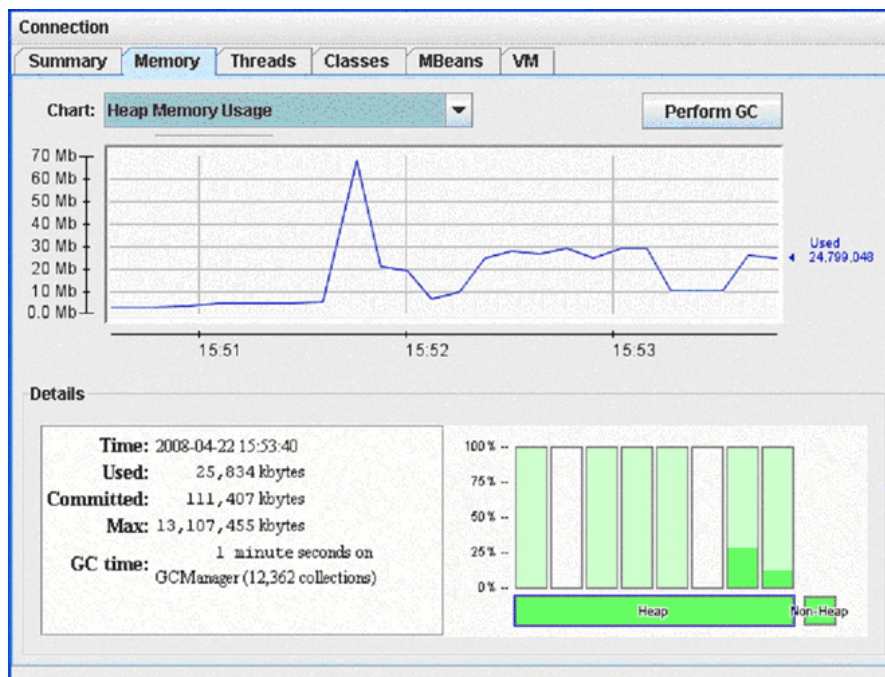 Connection
Summary Memory Threads Classes MBeans VM
Chart: Heap Memory Usage Perform GC
70 Mb
60 Mb
50 Mb
40 Mb
30 Mb
20 Mb
10 Mb
0.0 Mb
Used
24,799,048
15:51 15:52 15:53
Details
Time: 2008-04-22 15:53:40
Used: 25,834 kbytes
Committed: 111,407 kbytes
Max: 13,107,455 kbytes
GC time: 1 minute seconds on
GCManager (12,362 collections)
100% --
75% --
50% --
25% --
0% --
Heap Non-Heap